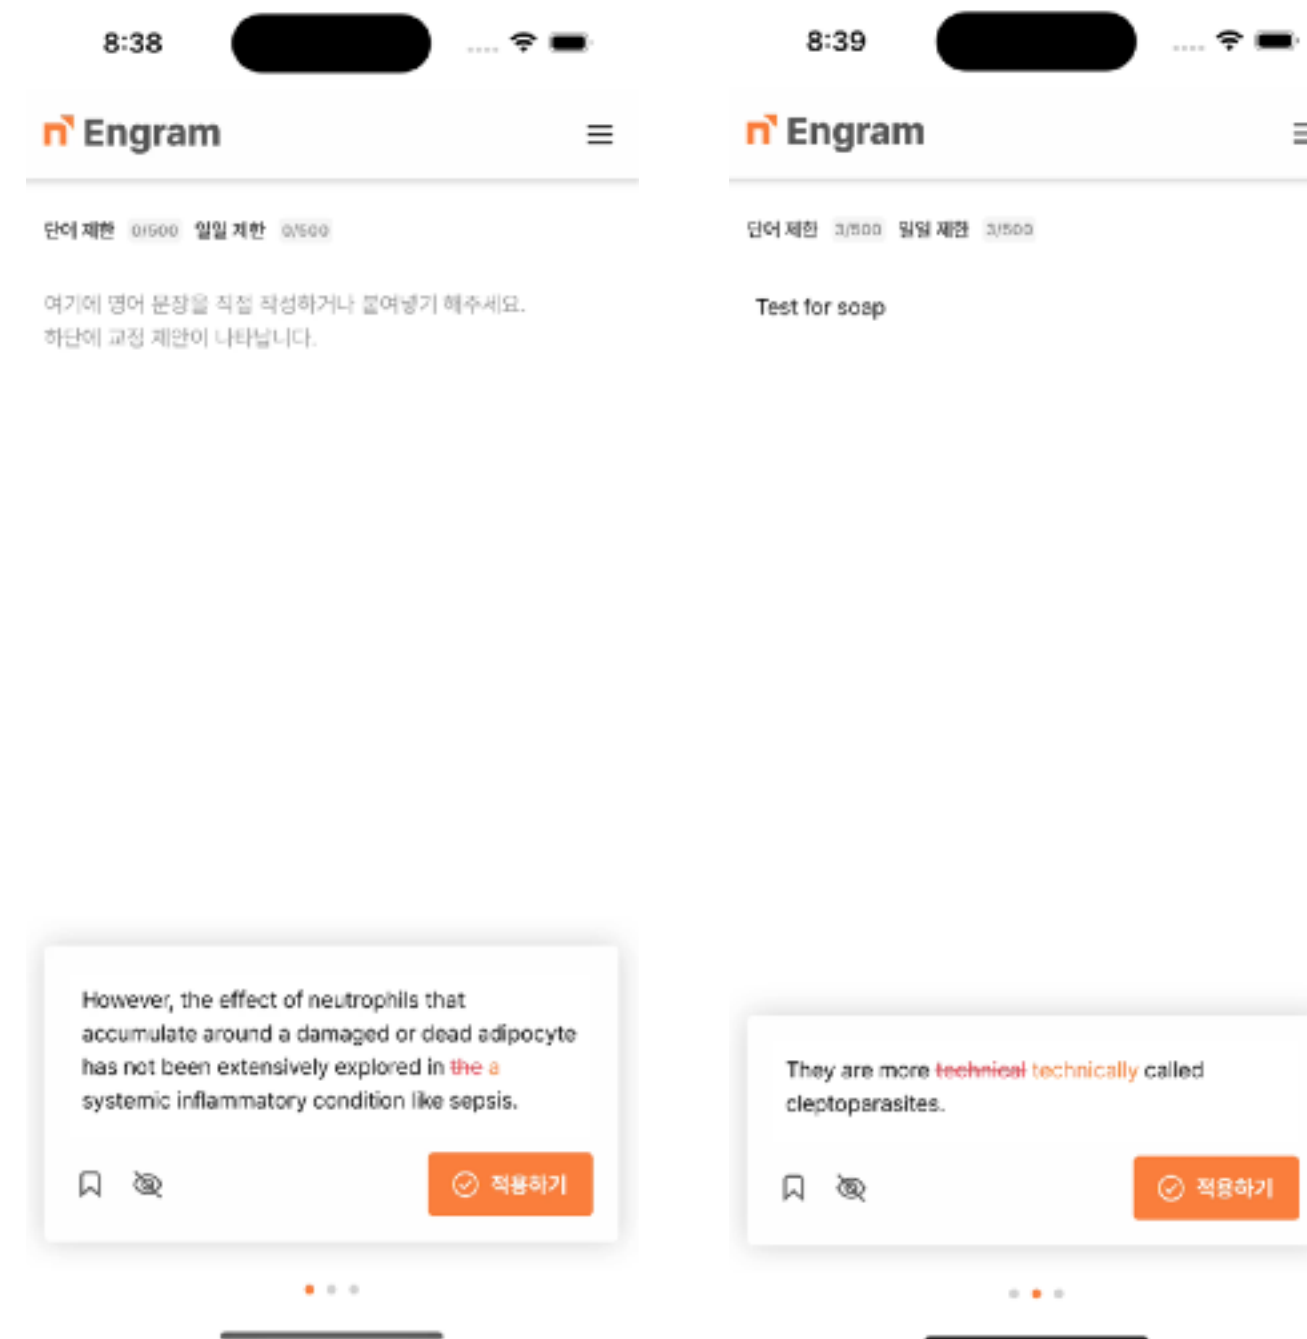 8:38
Engram
단어 제한 0/500 일일 제한 0/500
여기에 영어 문장을 직접 작성하거나 붙여넣기 해주세요.
하단에 교정 제안이 나타납니다.
However, the effect of neutrophils that
accumulate around a damaged or dead adipocyte
has not been extensively explored in the a
systemic inflammatory condition like sepsis.
적용하기
8:39
Engram
단어 제한 3/500 일일 제한 3/500
Test for soap
They are more technical technically called
cleptoparasites.
적용하기